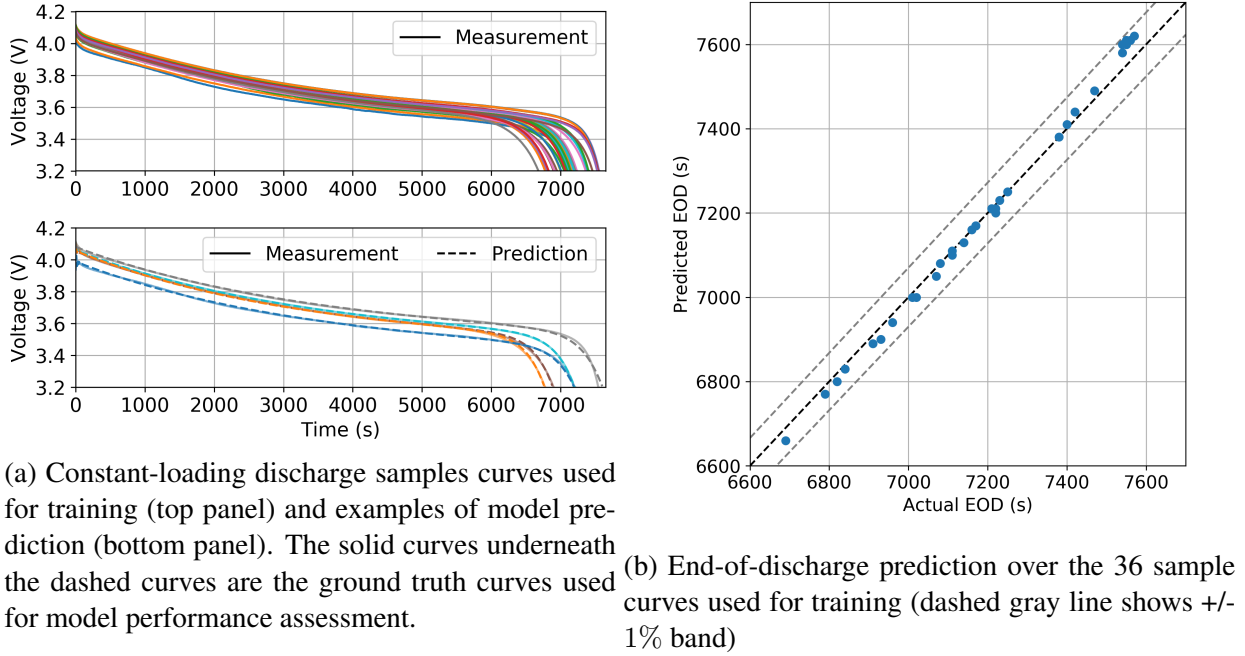 4.2
4.0
3.8
3.6
3.4
3.2
Voltage (V)
Measurement
0 1000 2000 3000 4000 5000 6000 7000
4.2
4.0
3.8
3.6
3.4
3.2
Voltage (V)
Measurement Prediction
0 1000 2000 3000 4000 5000 6000 7000
Time (s)
(a) Constant-loading discharge samples curves used
for training (top panel) and examples of model pre-
diction (bottom panel). The solid curves underneath
the dashed curves are the ground truth curves used
for model performance assessment.
7600
7400
7200
7000
6800
6600
Predicted EOD (s)
6600 6800 7000 7200 7400 7600
Actual EOD (s)
(b) End-of-discharge prediction over the 36 sample
curves used for training (dashed gray line shows +/-
1% band)